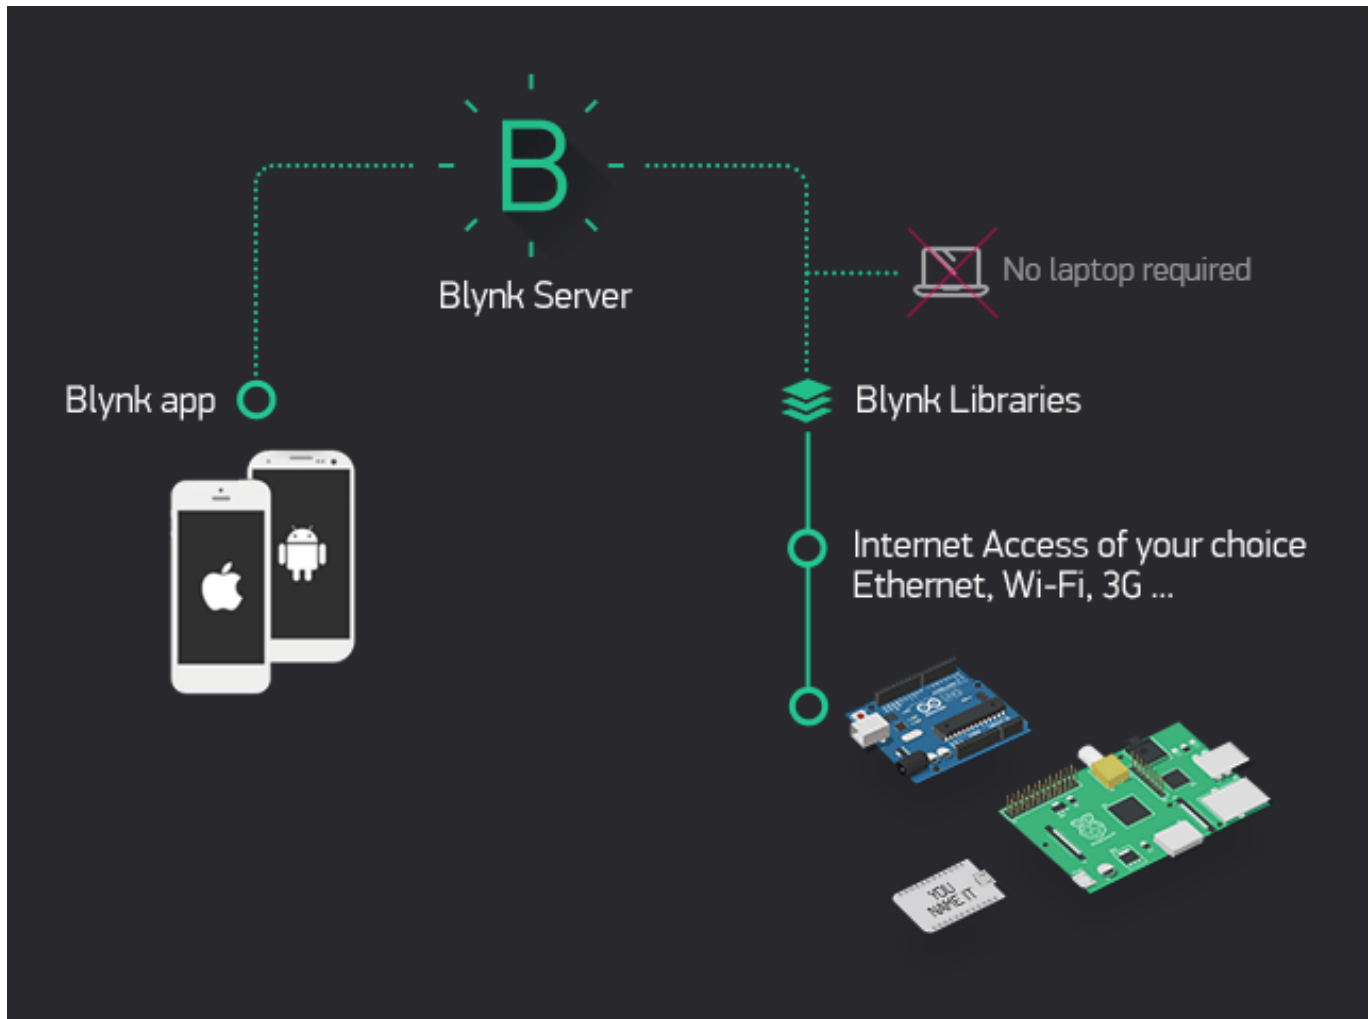 B
Blynk Server
No laptop required
Blynk app
Blynk Libraries
Internet Access of your choice
Ethernet, Wi-Fi, 3G ...
YOU
NAME IT